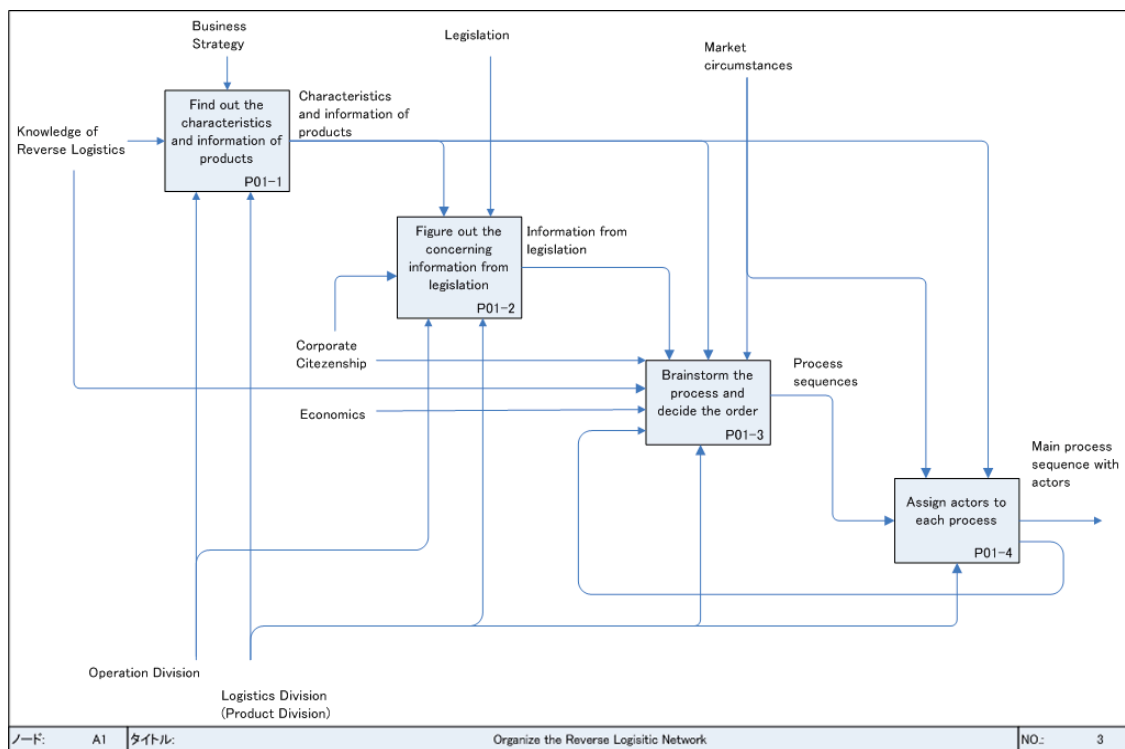 Business
Strategy
Legislation
Market
circumstances
Find out the
characteristics
and information of
products
P01-1
Characteristics
and information of
products
Knowledge of
Reverse Logistics
Figure out the
concerning
information from
legislation
P01-2
Information from
legislation
Corporate
Citezenship
Economics
Brainstorm the
process and
decide the order
P01-3
Process
sequences
Main process
sequence with
actors
Assign actors to
each process
P01-4
Operation Division
Logistics Division
(Product Division)
ノード: A1 タイトル: Organize the Reverse Logisitic Network NO.: 3